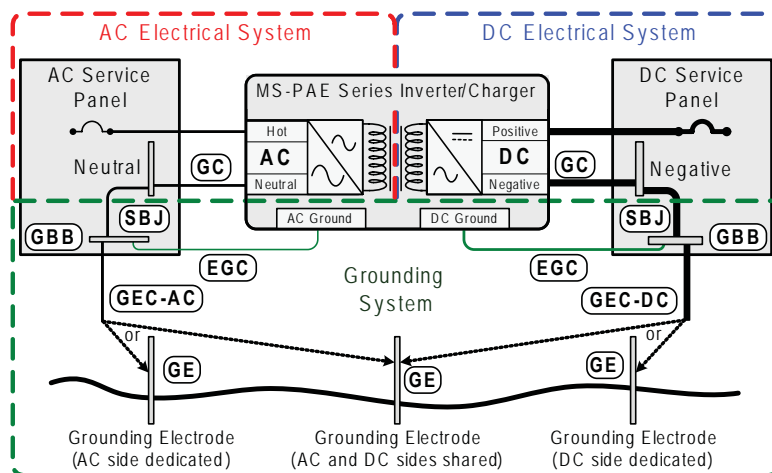 AC Electrical System
DC Electrical System
AC Service
Panel
MS-PAE Series Inverter/Charger
DC Service
Panel
Hot
AC
Neutral
Positive
DC
Negative
Neutral
GC
GC
Negative
SBJ
SBJ
GBB
AC Ground
DC Ground
GBB
EGC
EGC
Grounding
System
GEC-AC
GEC-DC
or
or
GE
GE
GE
Grounding Electrode
(AC side dedicated)
Grounding Electrode
(AC and DC sides shared)
Grounding Electrode
(DC side dedicated)